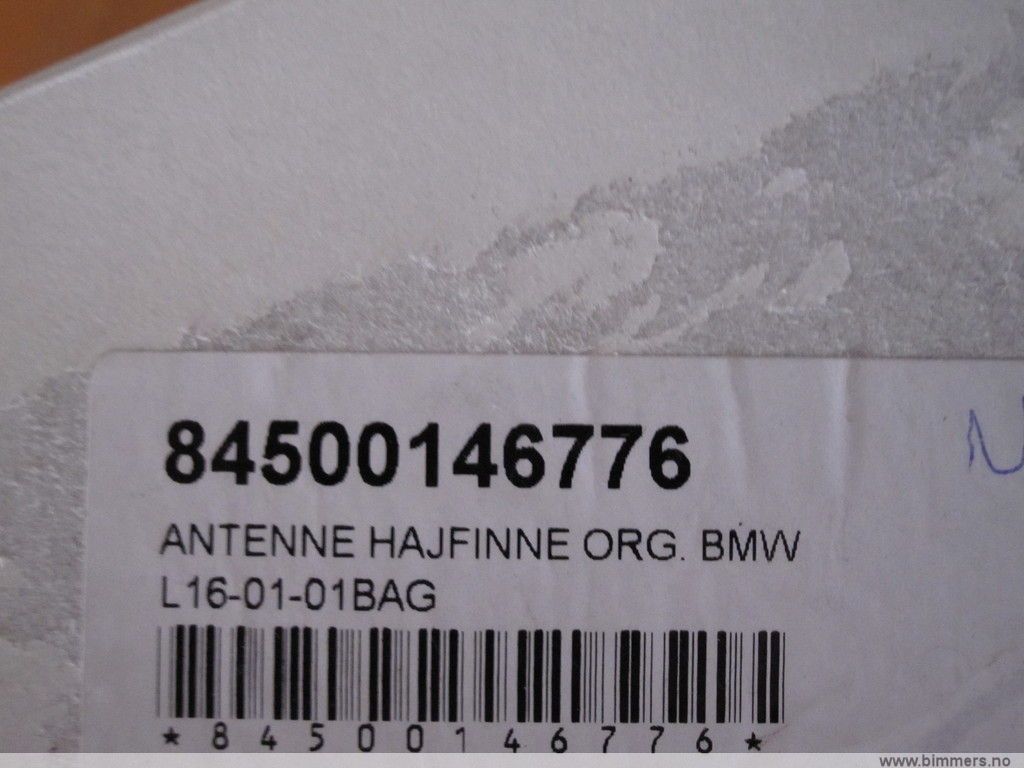 84500146776
ANTENNE HAJFINNE ORG. BMW
L16-01-01BAG
*84500146776*
www.bimmers.no